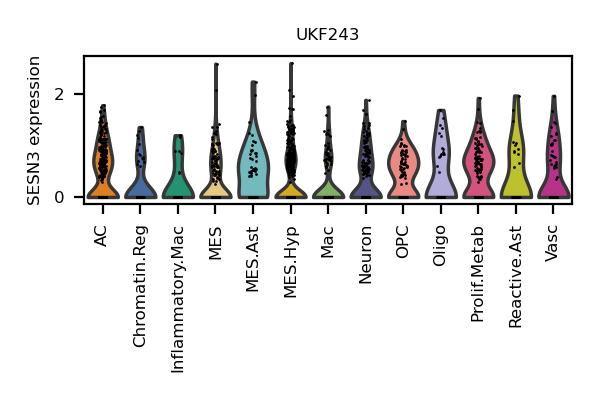 UKF243
SESN3 expression
2
0
AC
Chromatin.Reg
Inflammatory.Mac
MES
MES.Ast
MES.Hyp
Mac
Neuron
OPC
Oligo
Prolif.Metab
Reactive.Ast
Vasc